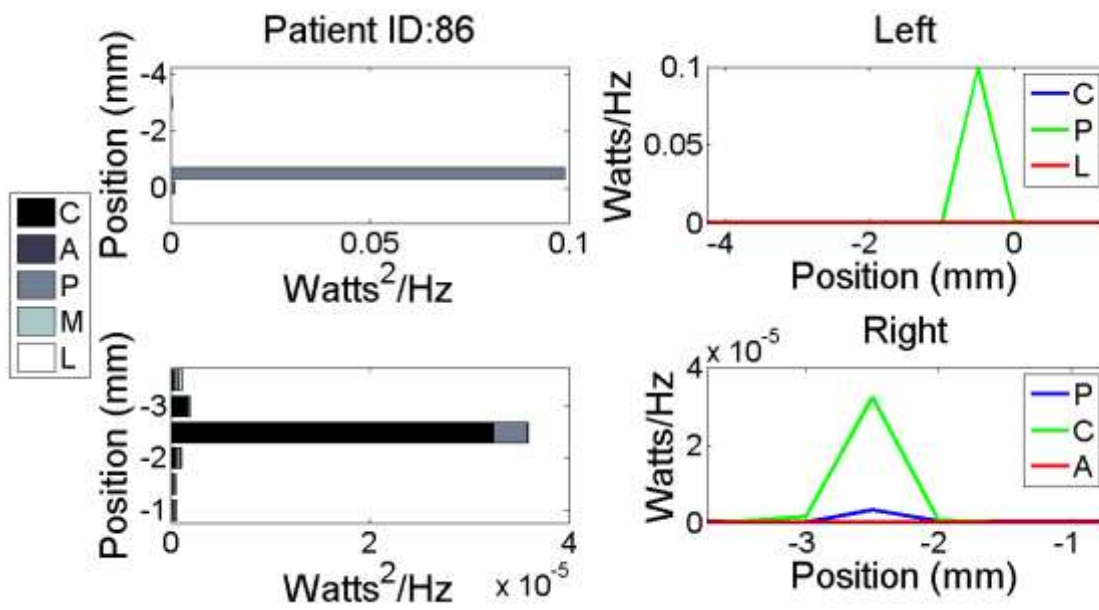 Patient ID:86
Left
Position (mm)
-4
-2
0
0
0.05
0.1
Watts²/Hz
Watts/Hz
0.1
0.05
0
-4
-2
0
Position (mm)
C
P
L
C
A
P
M
L
Right
Position (mm)
-3
-2
-1
0
2
4
Watts²/Hz
x 10⁻⁵
x 10⁻⁵
Watts/Hz
4
2
0
-3
-2
-1
Position (mm)
P
C
A